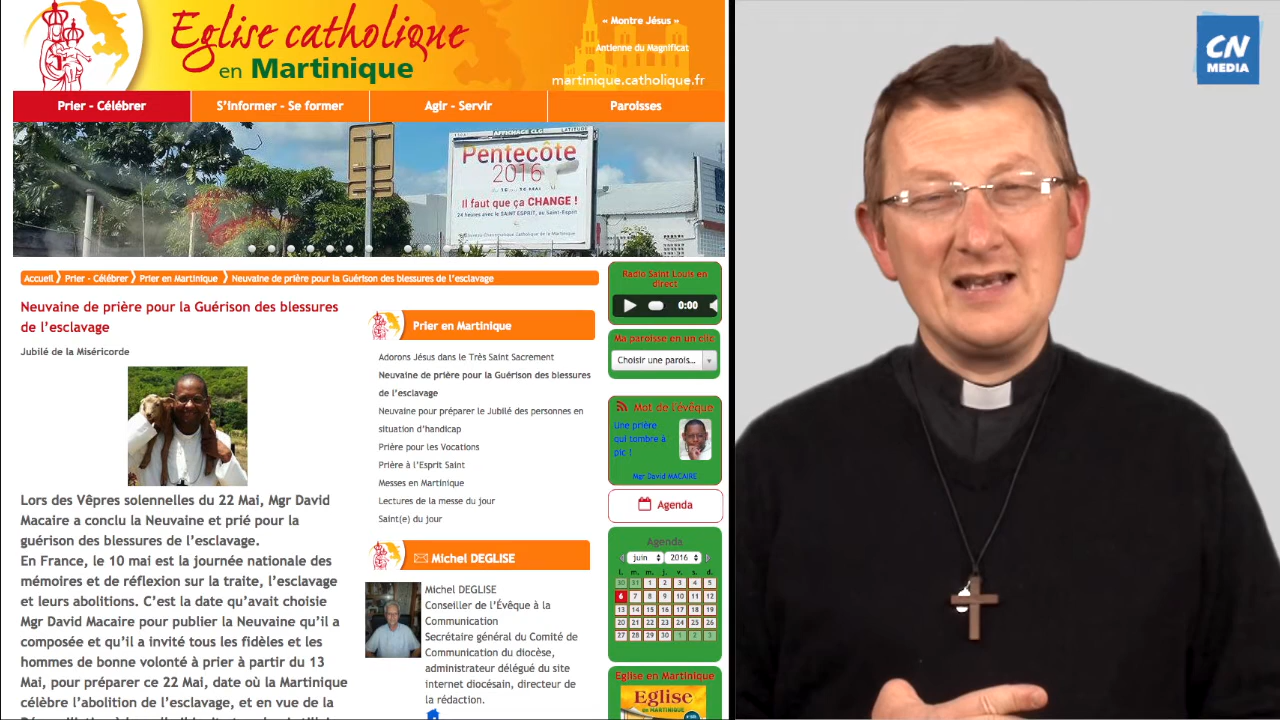 Eglise catholique
en Martinique
« Montre Jésus »
Antienne du Magnificat
martinique.catholique.fr
Prier - Célébrer
S'informer - Se former
Agir - Servir
Paroisses
AFFICHAGE CLG
LATITUDE
Pentecôte
2016
Il faut que ça CHANGE !
24 heures avec le SAINT ESPRIT, au Saint-Esprit
Accueil 〉 Prier - Célébrer 〉 Prier en Martinique 〉 Neuvaine de prière pour la Guérison des blessures de l'esclavage
Neuvaine de prière pour la Guérison des blessures
de l'esclavage
Jubilé de la Miséricorde
Lors des Vêpres solennelles du 22 Mai, Mgr David
Macaire a conclu la Neuvaine et prié pour la
guérison des blessures de l'esclavage.
En France, le 10 mai est la journée nationale des
mémoires et de réflexion sur la traite, l'esclavage
et leurs abolitions. C'est la date qu'avait choisie
Mgr David Macaire pour publier la Neuvaine qu'il a
composée et qu'il a invité tous les fidèles et les
hommes de bonne volonté à prier à partir du 13
Mai, pour préparer ce 22 Mai, date où la Martinique
célèbre l'abolition de l'esclavage, et en vue de la
Prier en Martinique
Adorons Jésus dans le Très Saint Sacrement
Neuvaine de prière pour la Guérison des blessures
de l'esclavage
Neuvaine pour préparer le Jubilé des personnes en
situation d'handicap
Prière pour les Vocations
Prière à l'Esprit Saint
Messes en Martinique
Lectures de la messe du jour
Saint(e) du jour
Michel DEGLISE
Michel DEGLISE
Conseiller de l'Évêque à la
Communication
Secrétaire général du Comité de
Communication du diocèse,
administrateur délégué du site
internet diocésain, directeur de
la rédaction.
Radio Saint Louis en
direct
0:00
Ma paroisse en un clic
Choisir une parois...
Mot de l'évêque
Une prière
qui tombe à
pic !
Mgr David MACAIRE
Agenda
Agenda
juin 2016
l. m. m. j. v. s. d.
30 31 1 2 3 4 5
6 7 8 9 10 11 12
13 14 15 16 17 18 19
20 21 22 23 24 25 26
27 28 29 30 1 2 3
Eglise en Martinique
Eglise
EN MARTINIQUE
CN
MEDIA